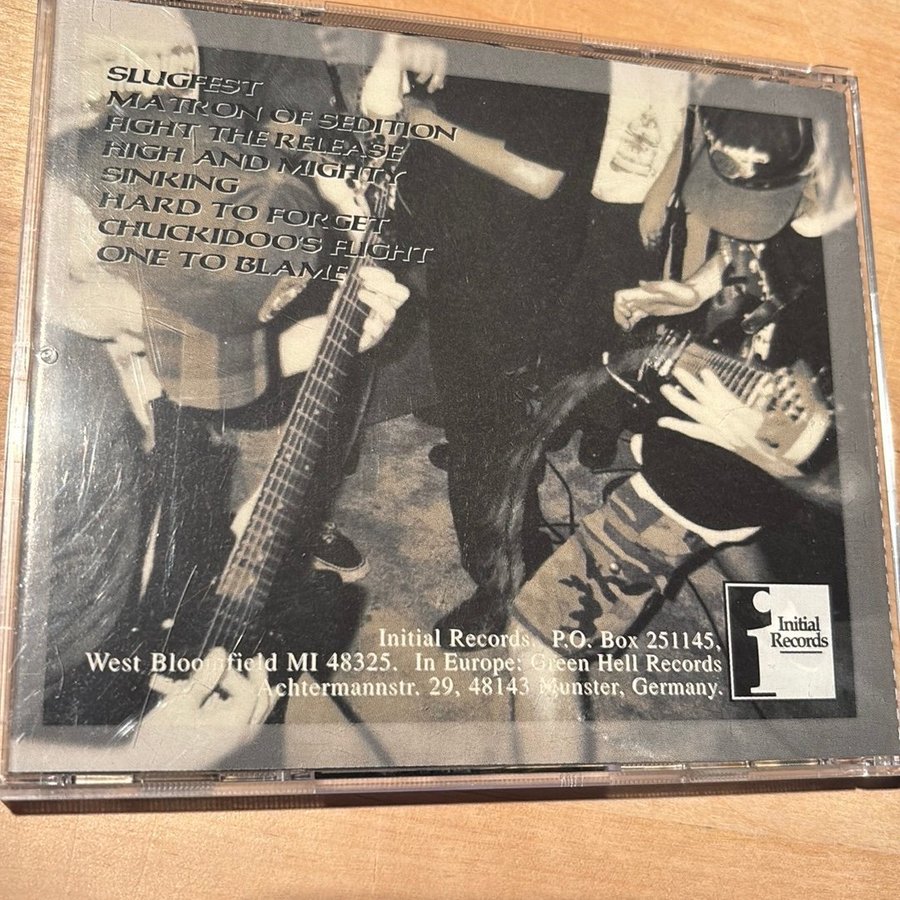 SLUGFEST
MATRON OF SEDITION
FIGHT THE RELEASE
HIGH AND MIGHTY
SINKING
HARD TO FORGET
CHUCKIDOO'S FLIGHT
ONE TO BLAME
Initial Records P.O. Box 251145,
West Bloomfield MI 48325. In Europe: Green Hell Records
Achtermannstr. 29, 48143 Munster, Germany.
i Initial
Records